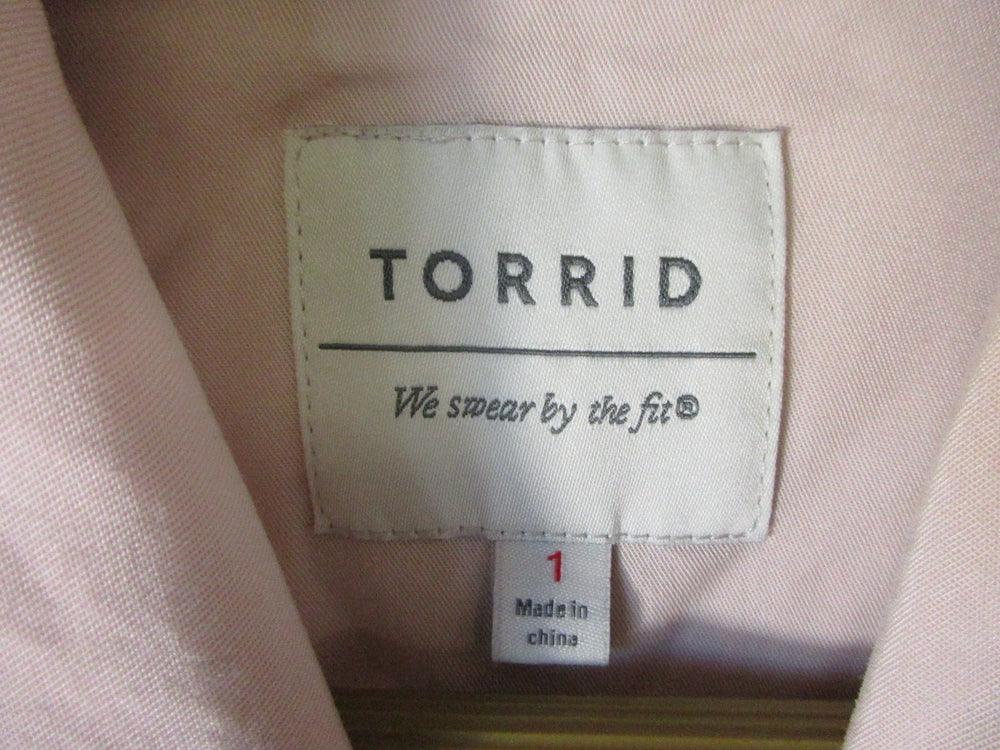 TORRID
We swear by the fit®
1
Made in
china